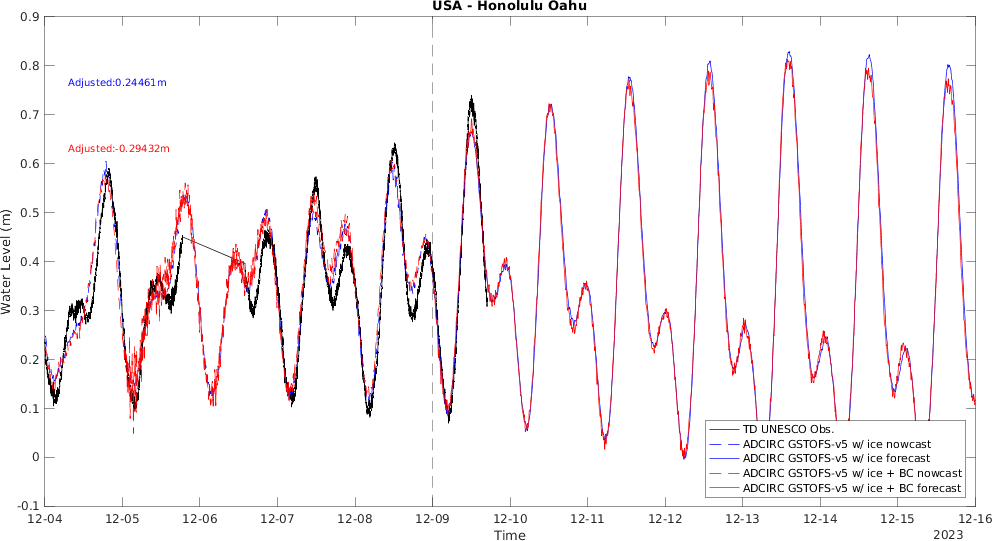 USA - Honolulu Oahu
0.9
0.8
0.7
0.6
0.5
0.4
0.3
0.2
0.1
0
-0.1
Water Level (m)
Adjusted:0.24461m
Adjusted:-0.29432m
TD UNESCO Obs.
ADCIRC GSTOFS-v5 w/ ice nowcast
ADCIRC GSTOFS-v5 w/ ice forecast
ADCIRC GSTOFS-v5 w/ ice + BC nowcast
ADCIRC GSTOFS-v5 w/ ice + BC forecast
12-04 12-05 12-06 12-07 12-08 12-09 12-10 12-11 12-12 12-13 12-14 12-15 12-16
Time
2023